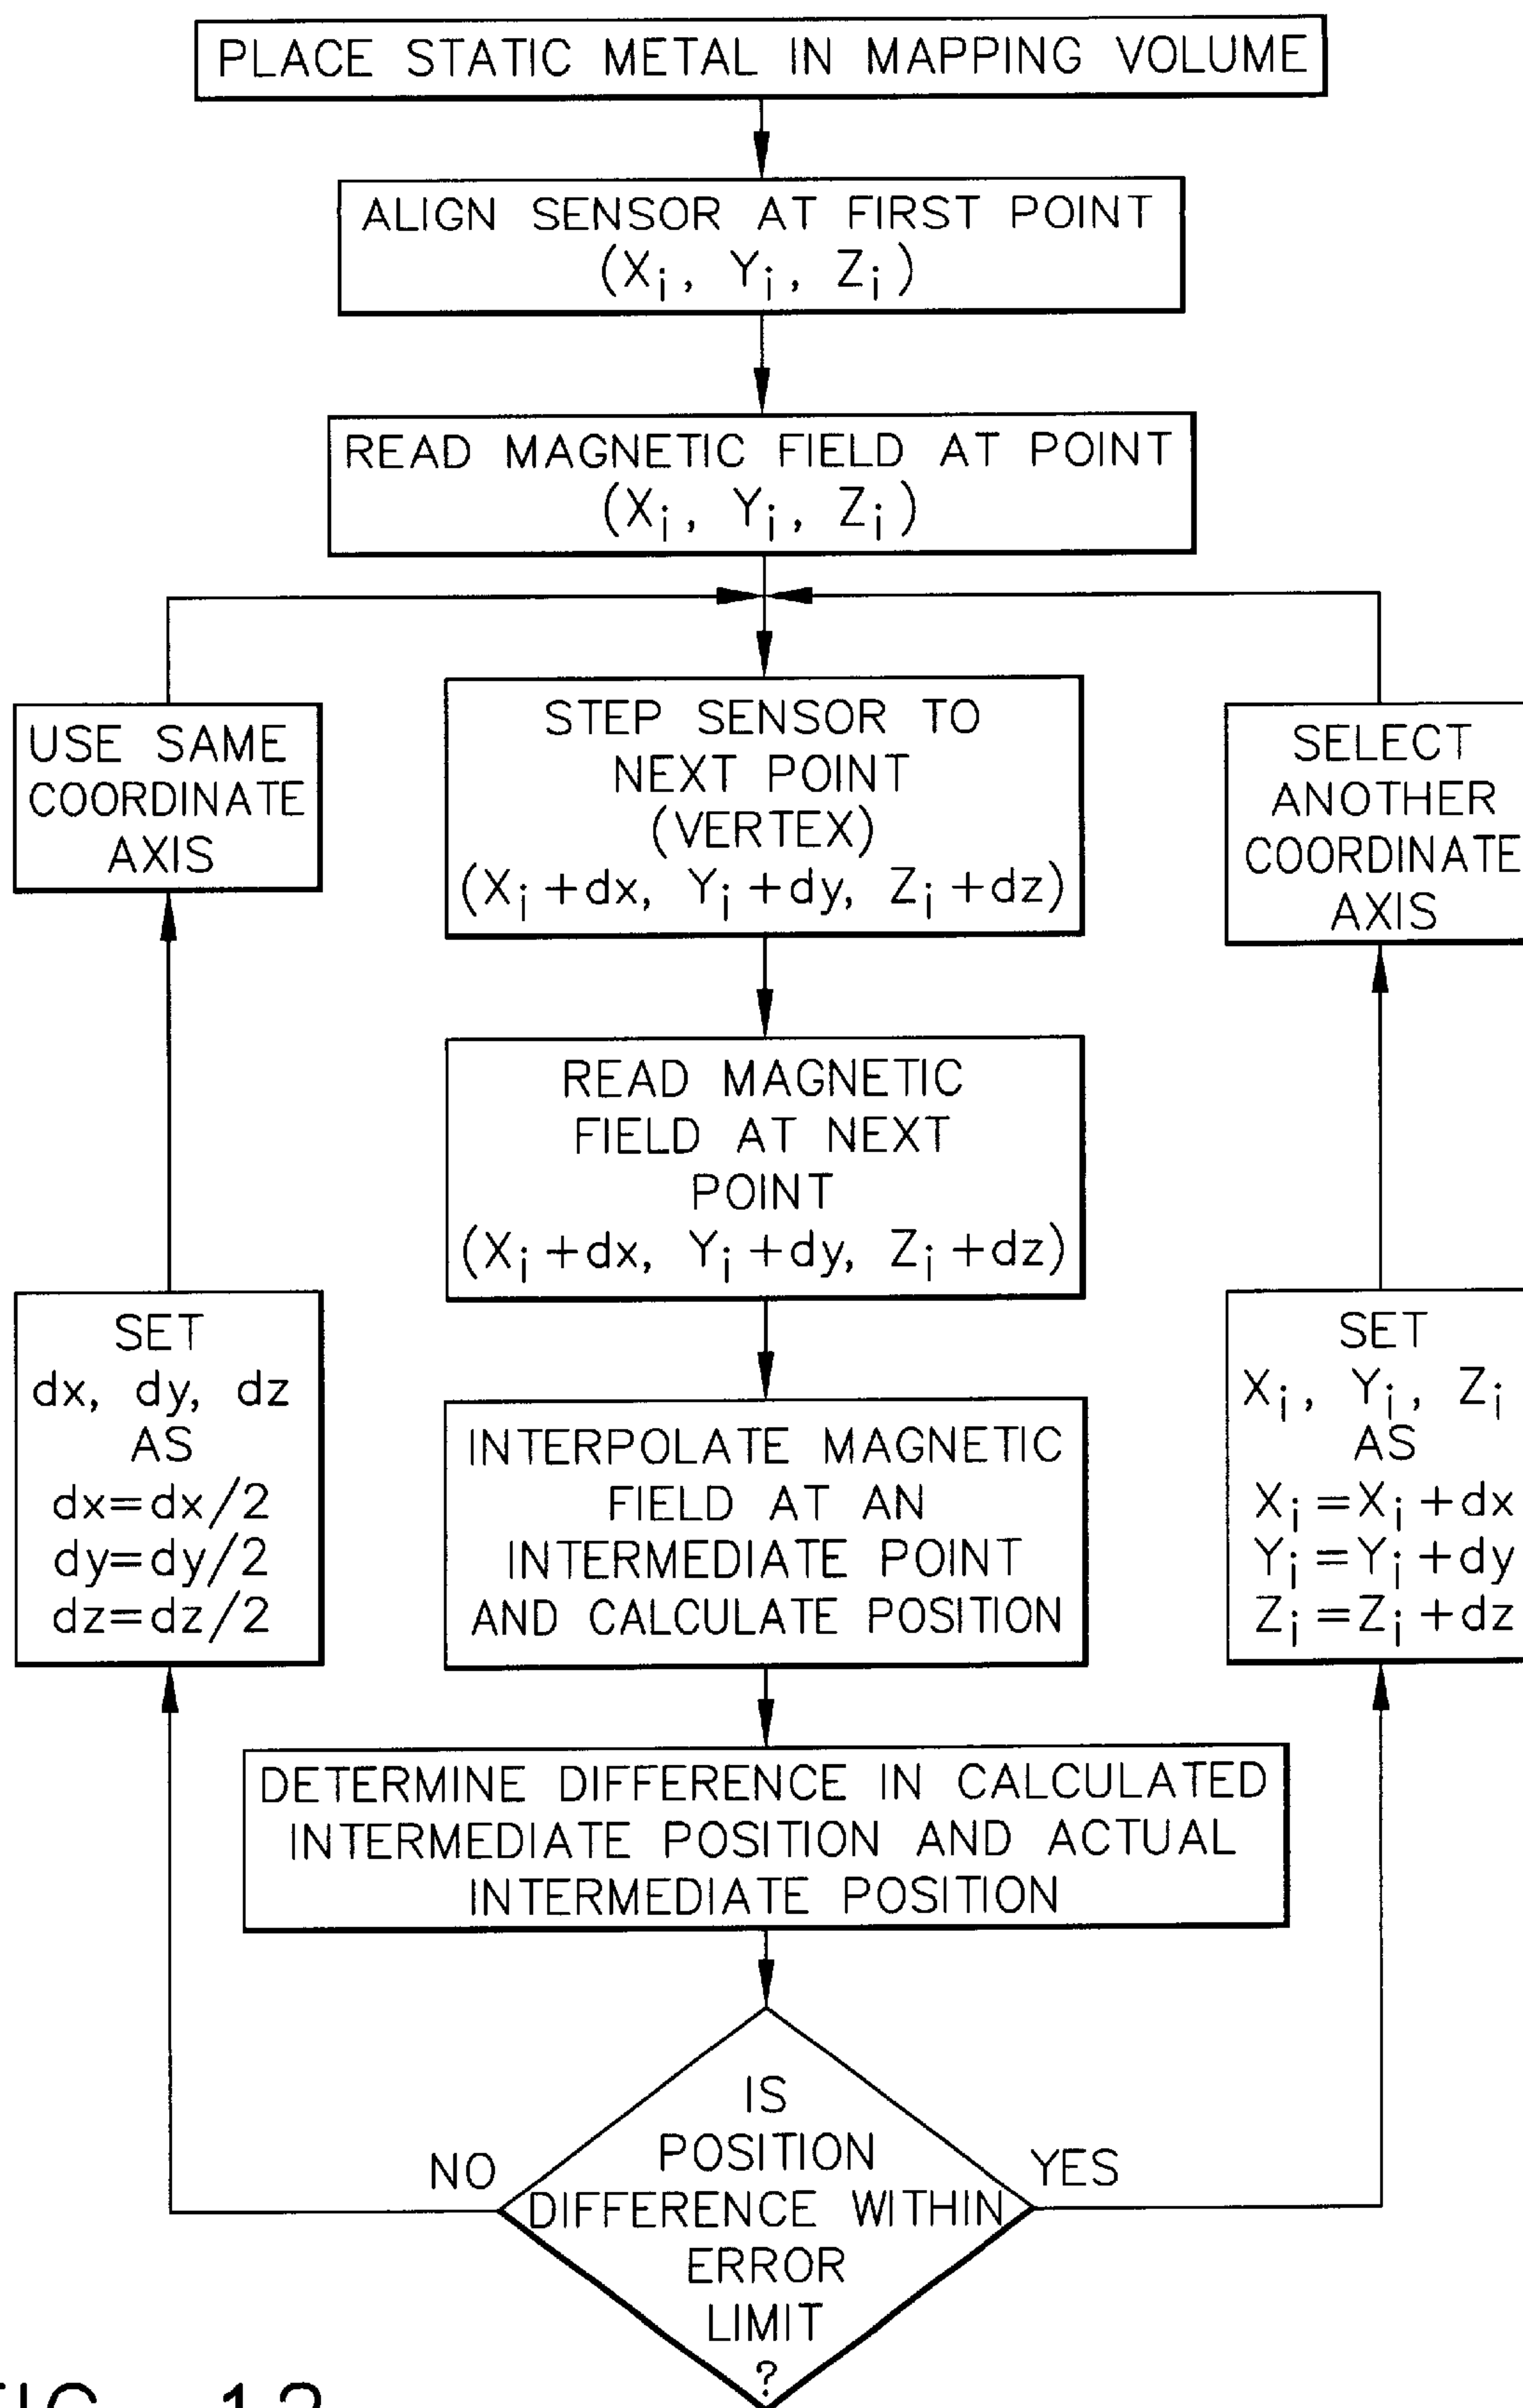 PLACE STATIC METAL IN MAPPING VOLUME
ALIGN SENSOR AT FIRST POINT
(Xi, Yi, Zi)
READ MAGNETIC FIELD AT POINT
(Xi, Yi, Zi)
USE SAME
COORDINATE
AXIS
STEP SENSOR TO
NEXT POINT
(VERTEX)
(Xi+dx, Yi+dy, Zi+dz)
SELECT
ANOTHER
COORDINATE
AXIS
READ MAGNETIC
FIELD AT NEXT
POINT
(Xi+dx, Yi+dy, Zi+dz)
SET
dx, dy, dz
AS
dx=dx/2
dy=dy/2
dz=dz/2
INTERPOLATE MAGNETIC
FIELD AT AN
INTERMEDIATE POINT
AND CALCULATE POSITION
SET
Xi, Yi, Zi
AS
Xi=Xi+dx
Yi=Yi+dy
Zi=Zi+dz
DETERMINE DIFFERENCE IN CALCULATED
INTERMEDIATE POSITION AND ACTUAL
INTERMEDIATE POSITION
IS
POSITION
DIFFERENCE WITHIN
ERROR
LIMIT
?
NO
YES